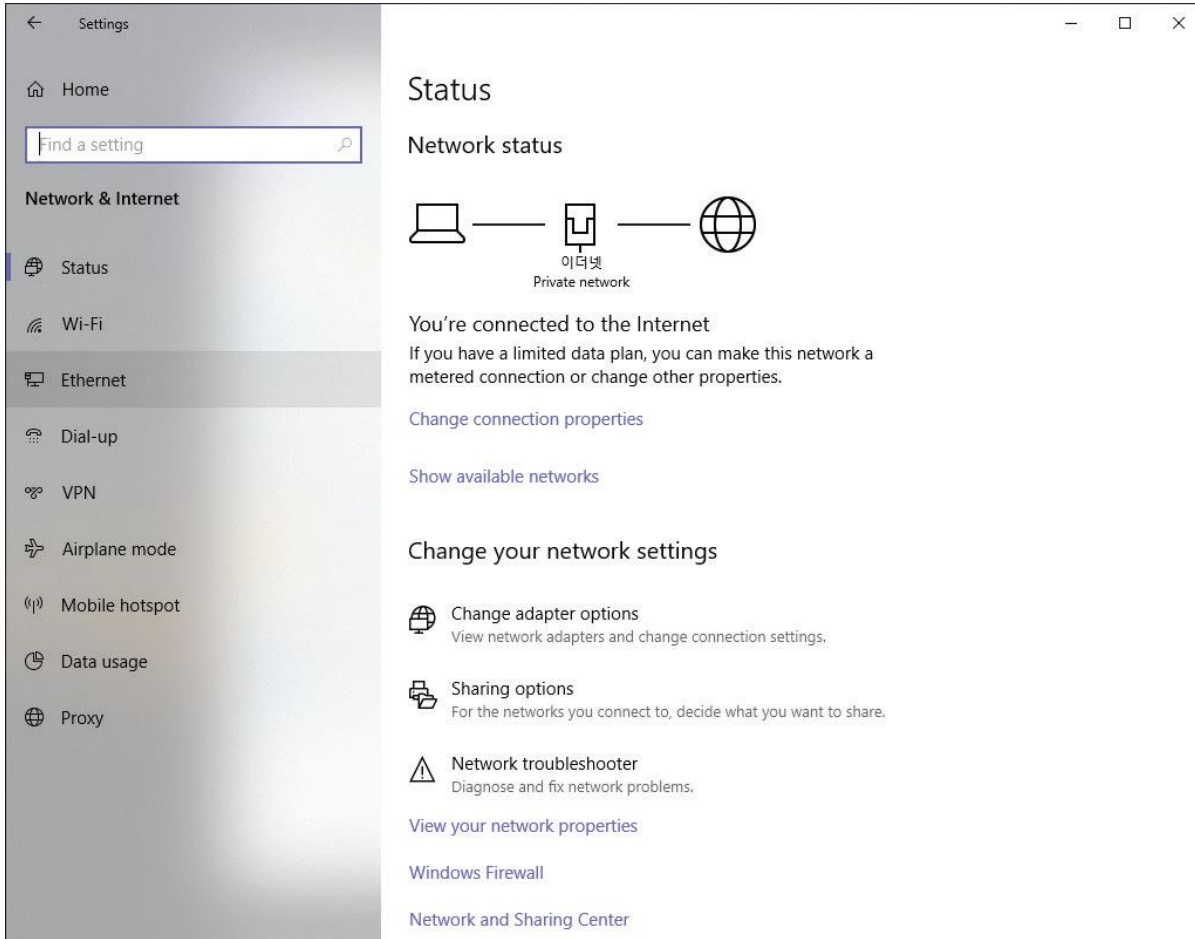 Settings
Home
Find a setting
Network & Internet
Status
Wi-Fi
Ethernet
Dial-up
VPN
Airplane mode
Mobile hotspot
Data usage
Proxy
Status
Network status
이더넷
Private network
You're connected to the Internet
If you have a limited data plan, you can make this network a
metered connection or change other properties.
Change connection properties
Show available networks
Change your network settings
Change adapter options
View network adapters and change connection settings.
Sharing options
For the networks you connect to, decide what you want to share.
Network troubleshooter
Diagnose and fix network problems.
View your network properties
Windows Firewall
Network and Sharing Center